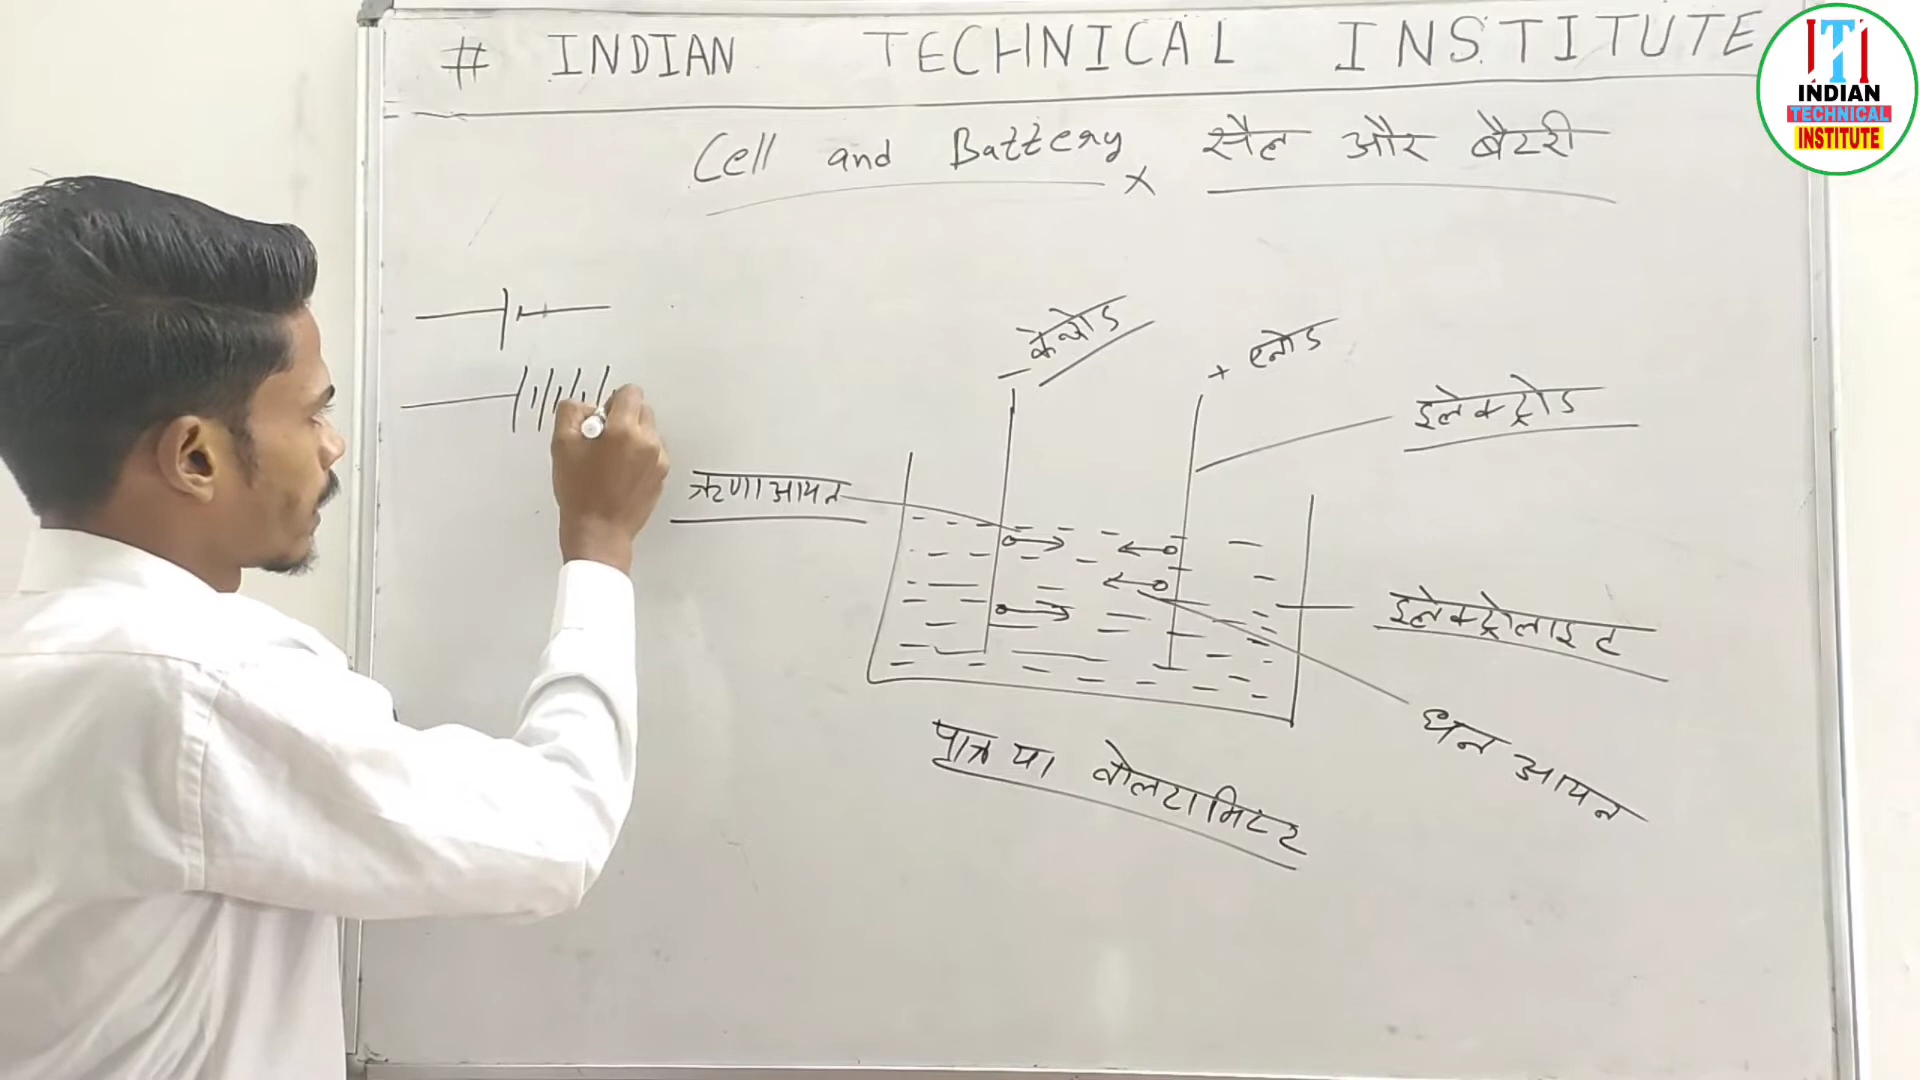 # INDIAN TECHNICAL INSTITUTE
ITI
INDIAN
TECHNICAL
INSTITUTE
Cell and Battery × सैल और बैटरी
- कैथोड
+ एनोड
इलेक्ट्रोड
ऋणआयन
इलेक्ट्रोलाइट
धन आयन
पात्र या वोल्टामिटर